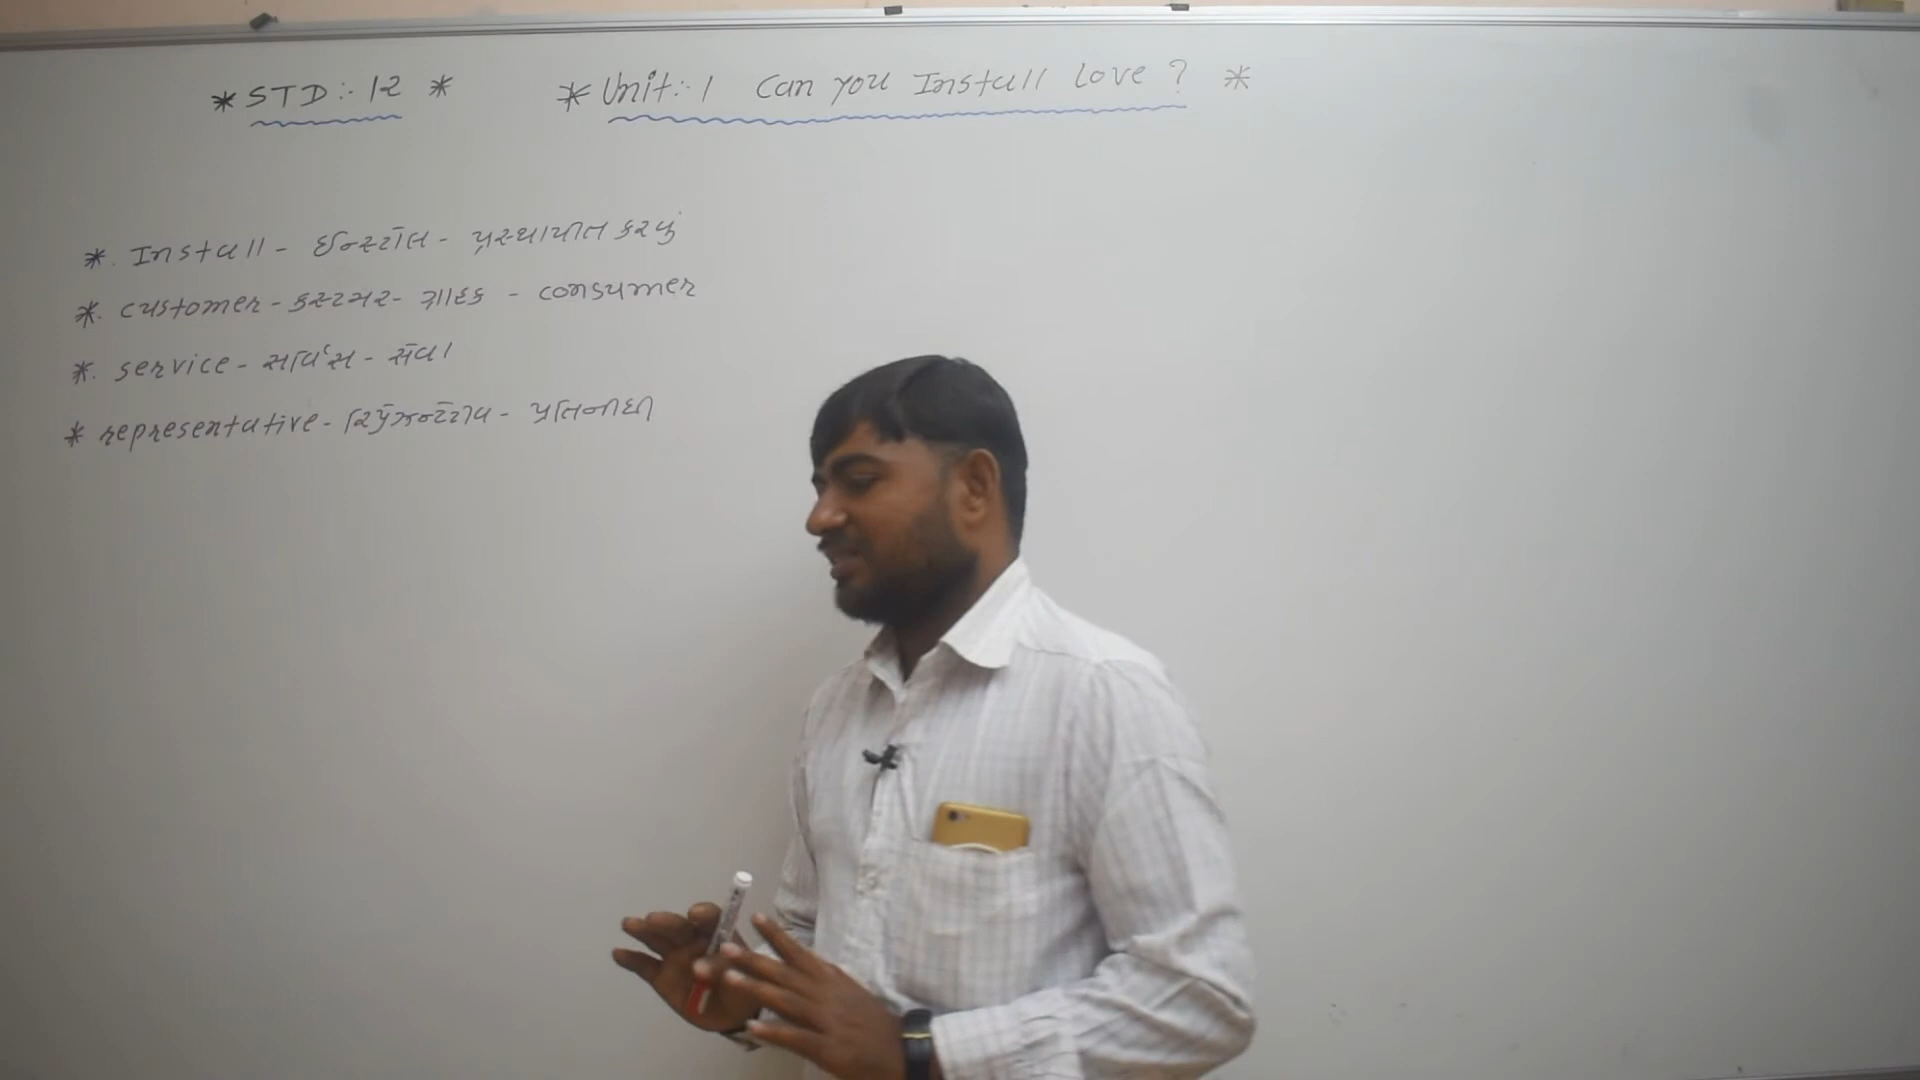 * STD :- 12 * * Unit :- 1 Can you Install Love ? *
*. Install - ઈન્સ્ટૉલ - પ્રસ્થાપીત કરવું
*. customer - કસ્ટમર - ગ્રાહક - consumer
*. service - સર્વિસ - સેવા
* representative - રિપ્રેઝન્ટેટીવ - પ્રતિનીધી